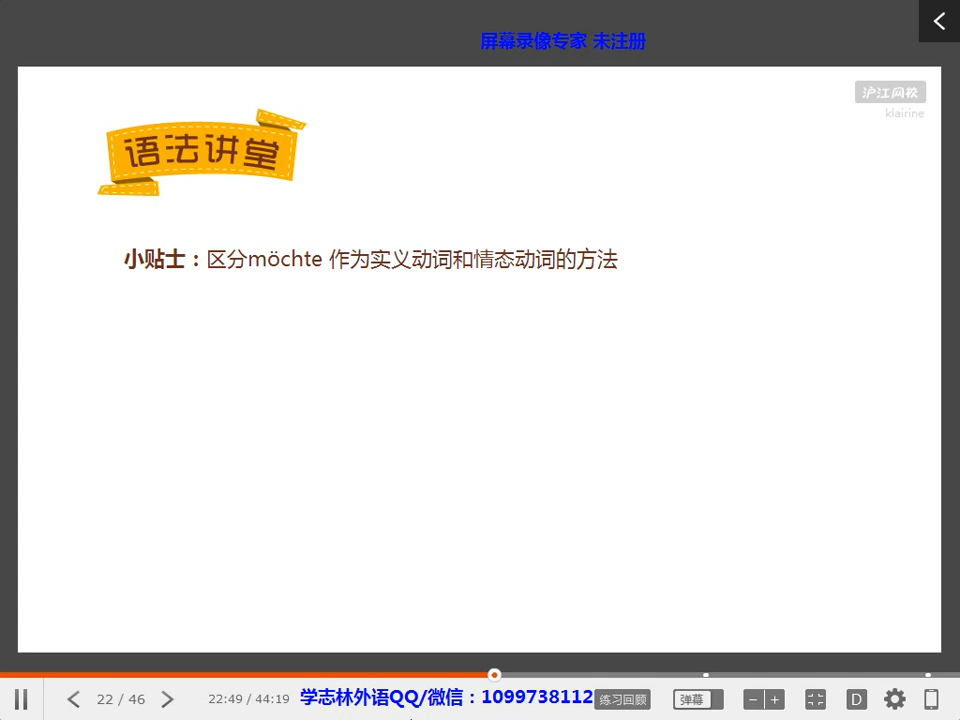 屏幕录像专家 未注册
沪江网校
klairine
语法讲堂
小贴士：区分möchte 作为实义动词和情态动词的方法
22 / 46
22:49 / 44:19
学志林外语QQ/微信：1099738112
练习回顾
弹幕
D